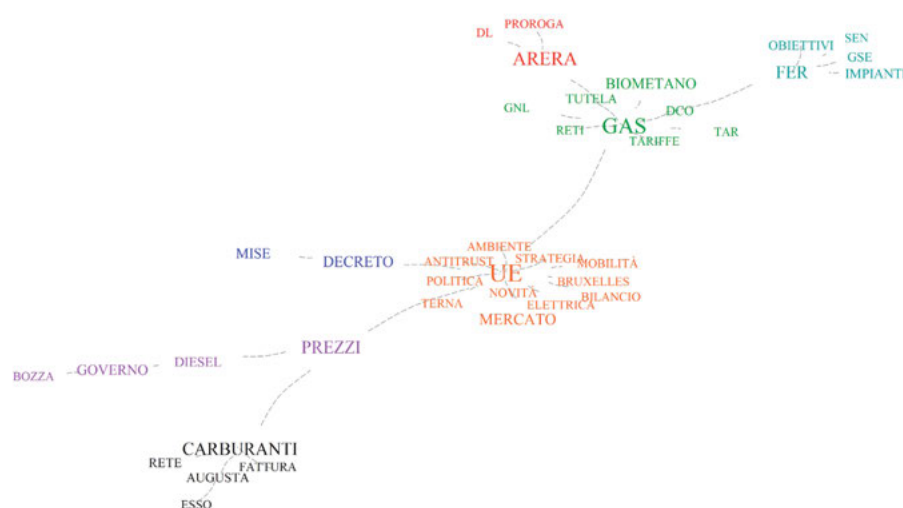 PROROGA
DL
ARERA
OBIETTIVI
SEN
GSE
FER
IMPIANTI
BIOMETANO
TUTELA
GNL
DCO
RETI
GAS
TAR
TARIFFE
AMBIENTE
MISE
DECRETO
ANTITRUST
STRATEGIA
MOBILITÀ
UE
POLITICA
BRUXELLES
NOVITÀ
BILANCIO
TERNA
ELETTRICA
MERCATO
PREZZI
DIESEL
GOVERNO
BOZZA
CARBURANTI
RETE
FATTURA
AUGUSTA
ESSO